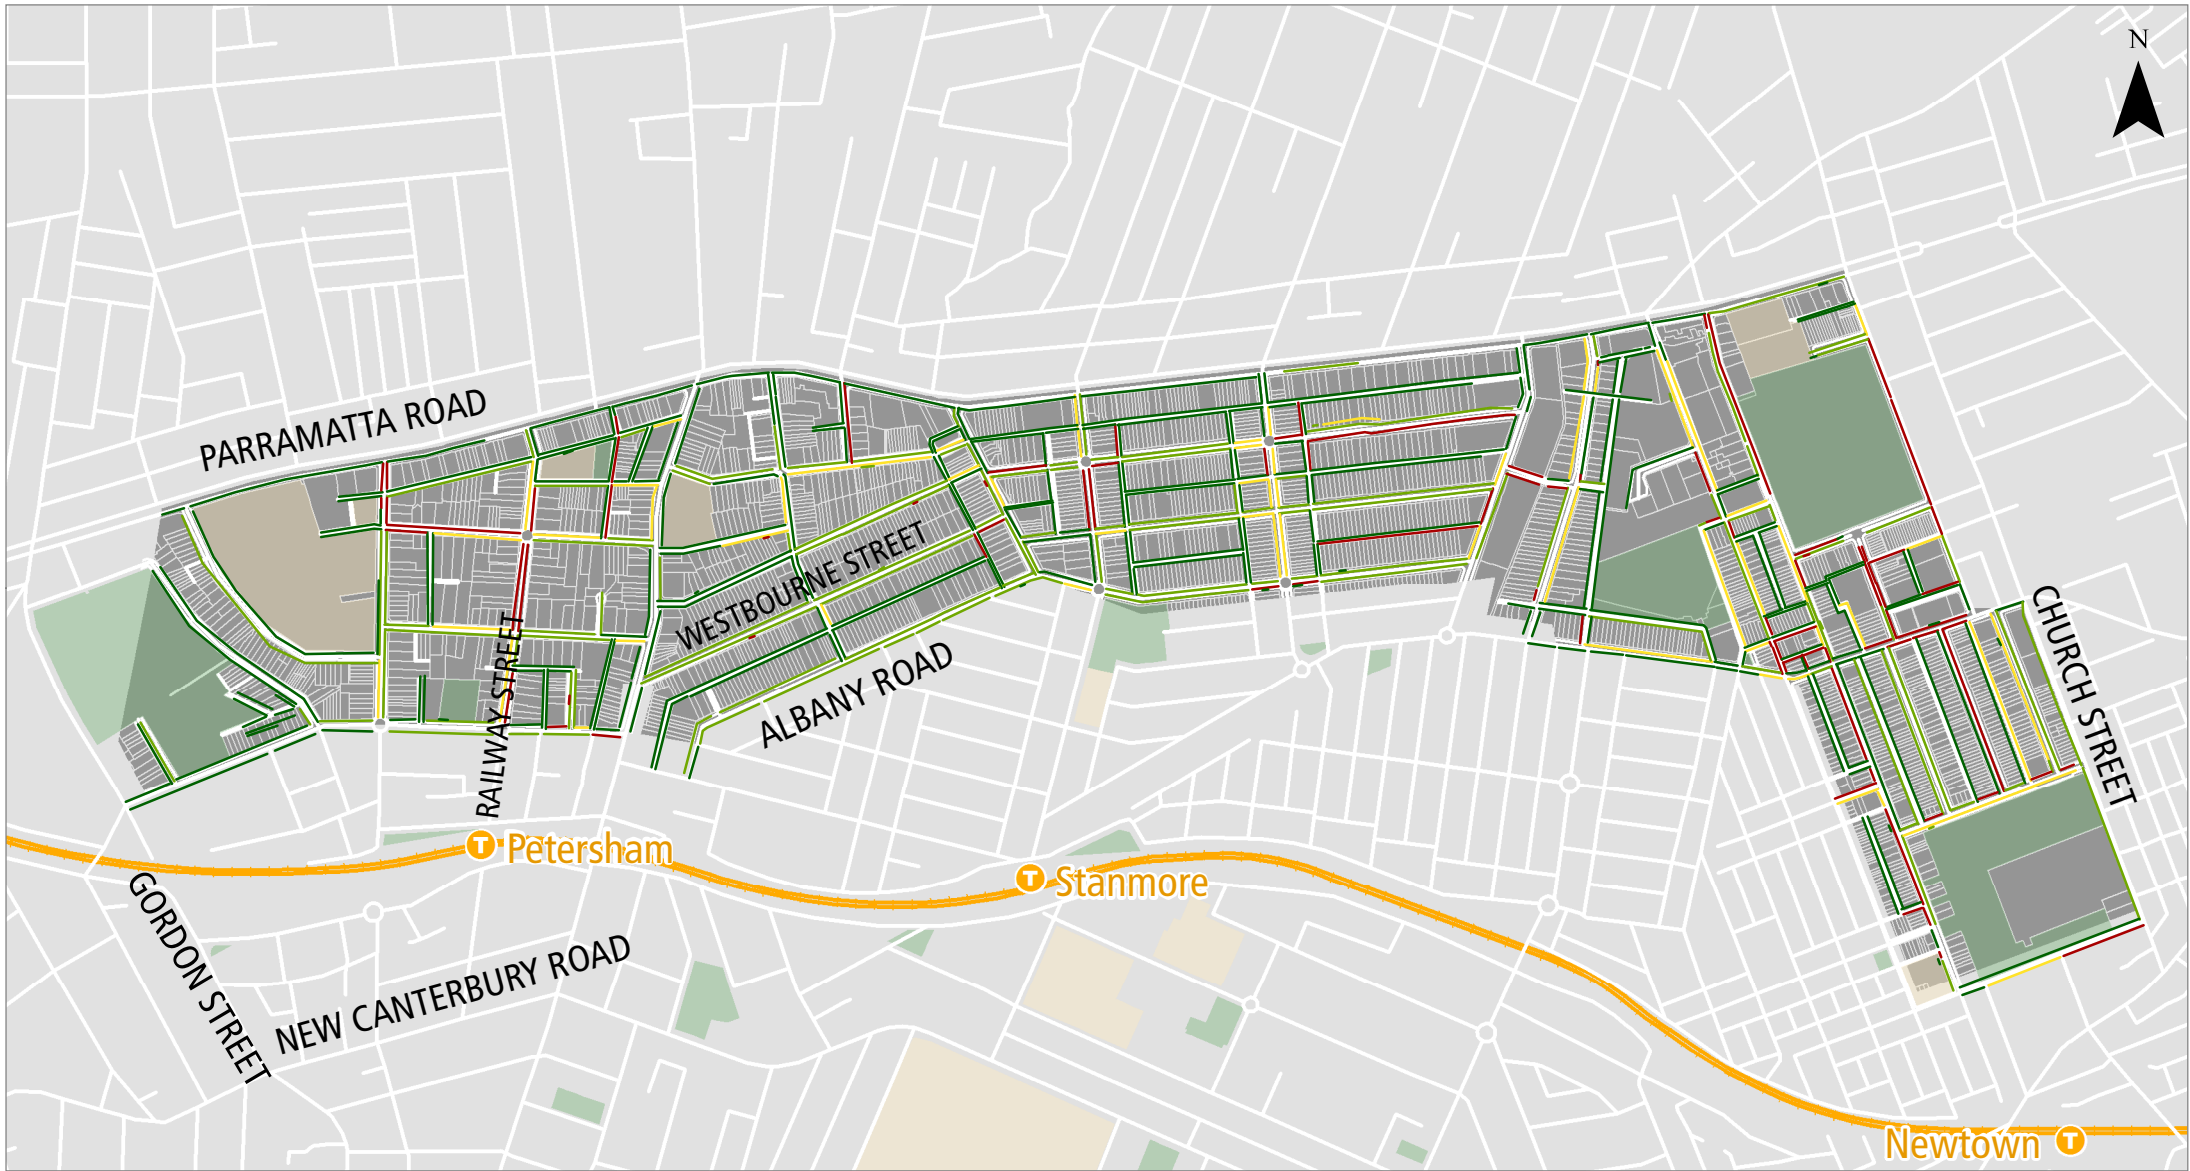 N
PARRAMATTA ROAD
WESTBOURNE STREET
CHURCH STREET
RAILWAY STREET
ALBANY ROAD
T Petersham
T Stanmore
GORDON STREET
NEW CANTERBURY ROAD
Newtown T